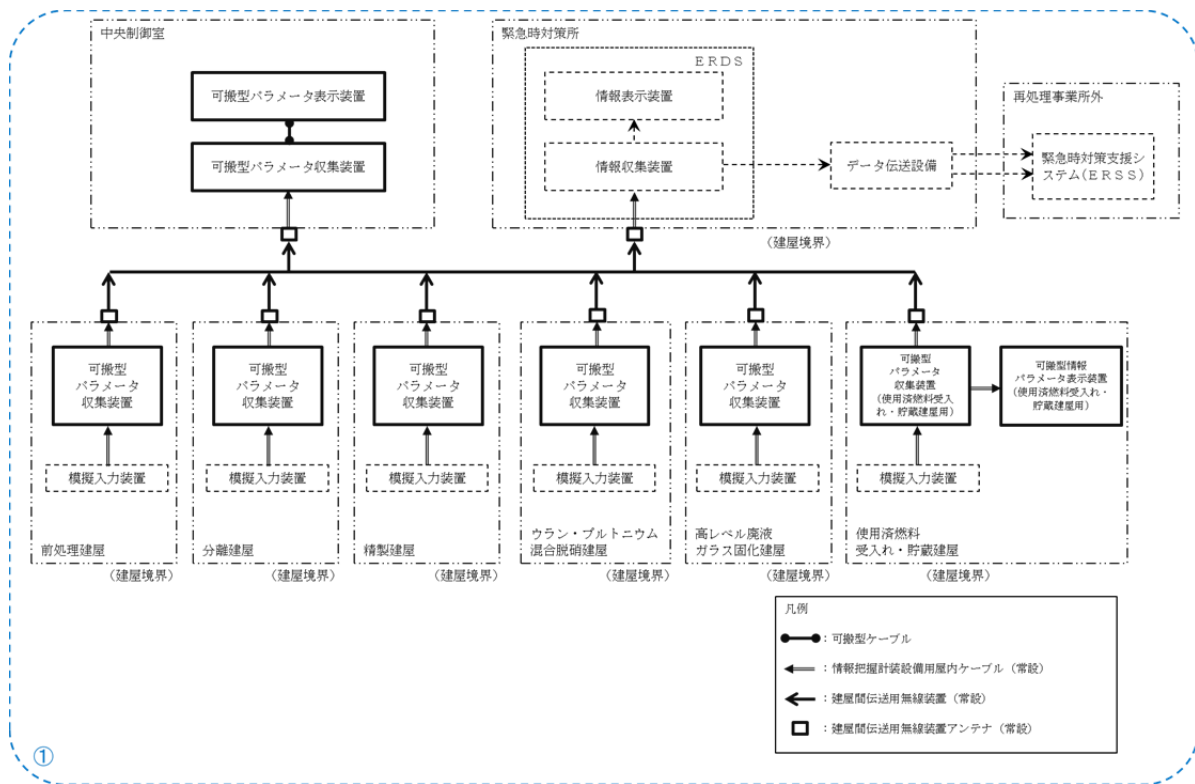 中央制御室
可搬型パラメータ表示装置
可搬型パラメータ収集装置
緊急時対策所
ERDS
情報表示装置
情報収集装置
データ伝送設備
再処理事業所外
緊急時対策支援シ
ステム(ERSS)
(建屋境界)
可搬型
パラメータ
収集装置
模擬入力装置
前処理建屋
(建屋境界)
可搬型
パラメータ
収集装置
模擬入力装置
分離建屋
(建屋境界)
可搬型
パラメータ
収集装置
模擬入力装置
精製建屋
(建屋境界)
可搬型
パラメータ
収集装置
模擬入力装置
ウラン・プルトニウム
混合脱硝建屋
(建屋境界)
可搬型
パラメータ
収集装置
模擬入力装置
高レベル廃液
ガラス固化建屋
(建屋境界)
可搬型
パラメータ
収集装置
(使用済燃料受入
れ・貯蔵建屋用)
可搬型情報
パラメータ表示装置
(使用済燃料受入れ・
貯蔵建屋用)
模擬入力装置
使用済燃料
受入れ・貯蔵建屋
(建屋境界)
凡例
:可搬型ケーブル
:情報把握計装設備用屋内ケーブル(常設)
:建屋間伝送用無線装置(常設)
:建屋間伝送用無線装置アンテナ(常設)
①